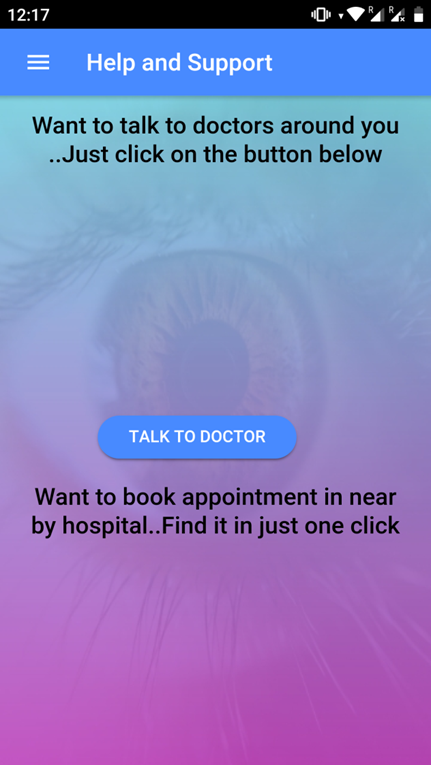 12:17
R R
Help and Support
Want to talk to doctors around you
..Just click on the button below
TALK TO DOCTOR
Want to book appointment in near
by hospital..Find it in just one click